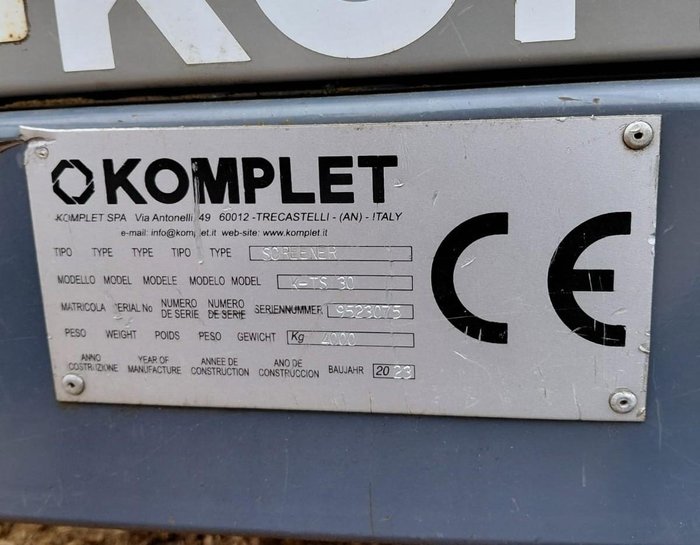 KOMPLET
KOMPLET SPA Via Antonelli, 49 60012 -TRECASTELLI - (AN) - ITALY
e-mail: info@komplet.it web-site: www.komplet.it
TIPO TYPE TYPE TIPO TYPE SCREENER
MODELLO MODEL MODELE MODELO MODEL K-TS 30
MATRICOLA SERIAL No NUMERO DE SERIE NUMERO DE SERIE SERIENNUMMER 9523075
PESO WEIGHT POIDS PESO GEWICHT Kg 4000
ANNO COSTRUZIONE YEAR OF MANUFACTURE ANNEE DE CONSTRUCTION ANO DE CONSTRUCCION BAUJAHR 2023
CE